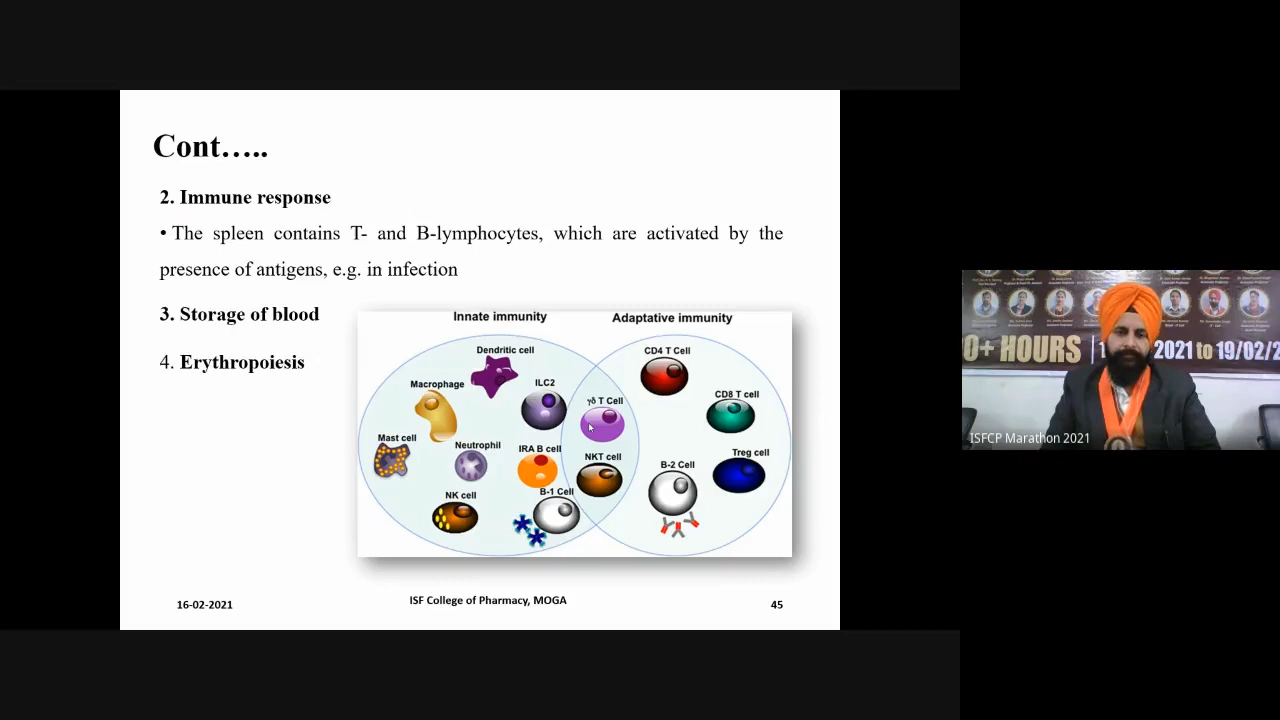 Cont…..
2. Immune response
• The spleen contains T- and B-lymphocytes, which are activated by the
presence of antigens, e.g. in infection
3. Storage of blood
4. Erythropoiesis
Innate immunity
Adaptative immunity
Dendritic cell
CD4 T Cell
Macrophage
ILC2
γδ T Cell
CD8 T cell
Mast cell
Neutrophil
IRA B cell
NKT cell
B-2 Cell
Treg cell
NK cell
B-1 Cell
16-02-2021
ISF College of Pharmacy, MOGA
45
0+ HOURS
2021 to 19/02/2
ISFCP Marathon 2021